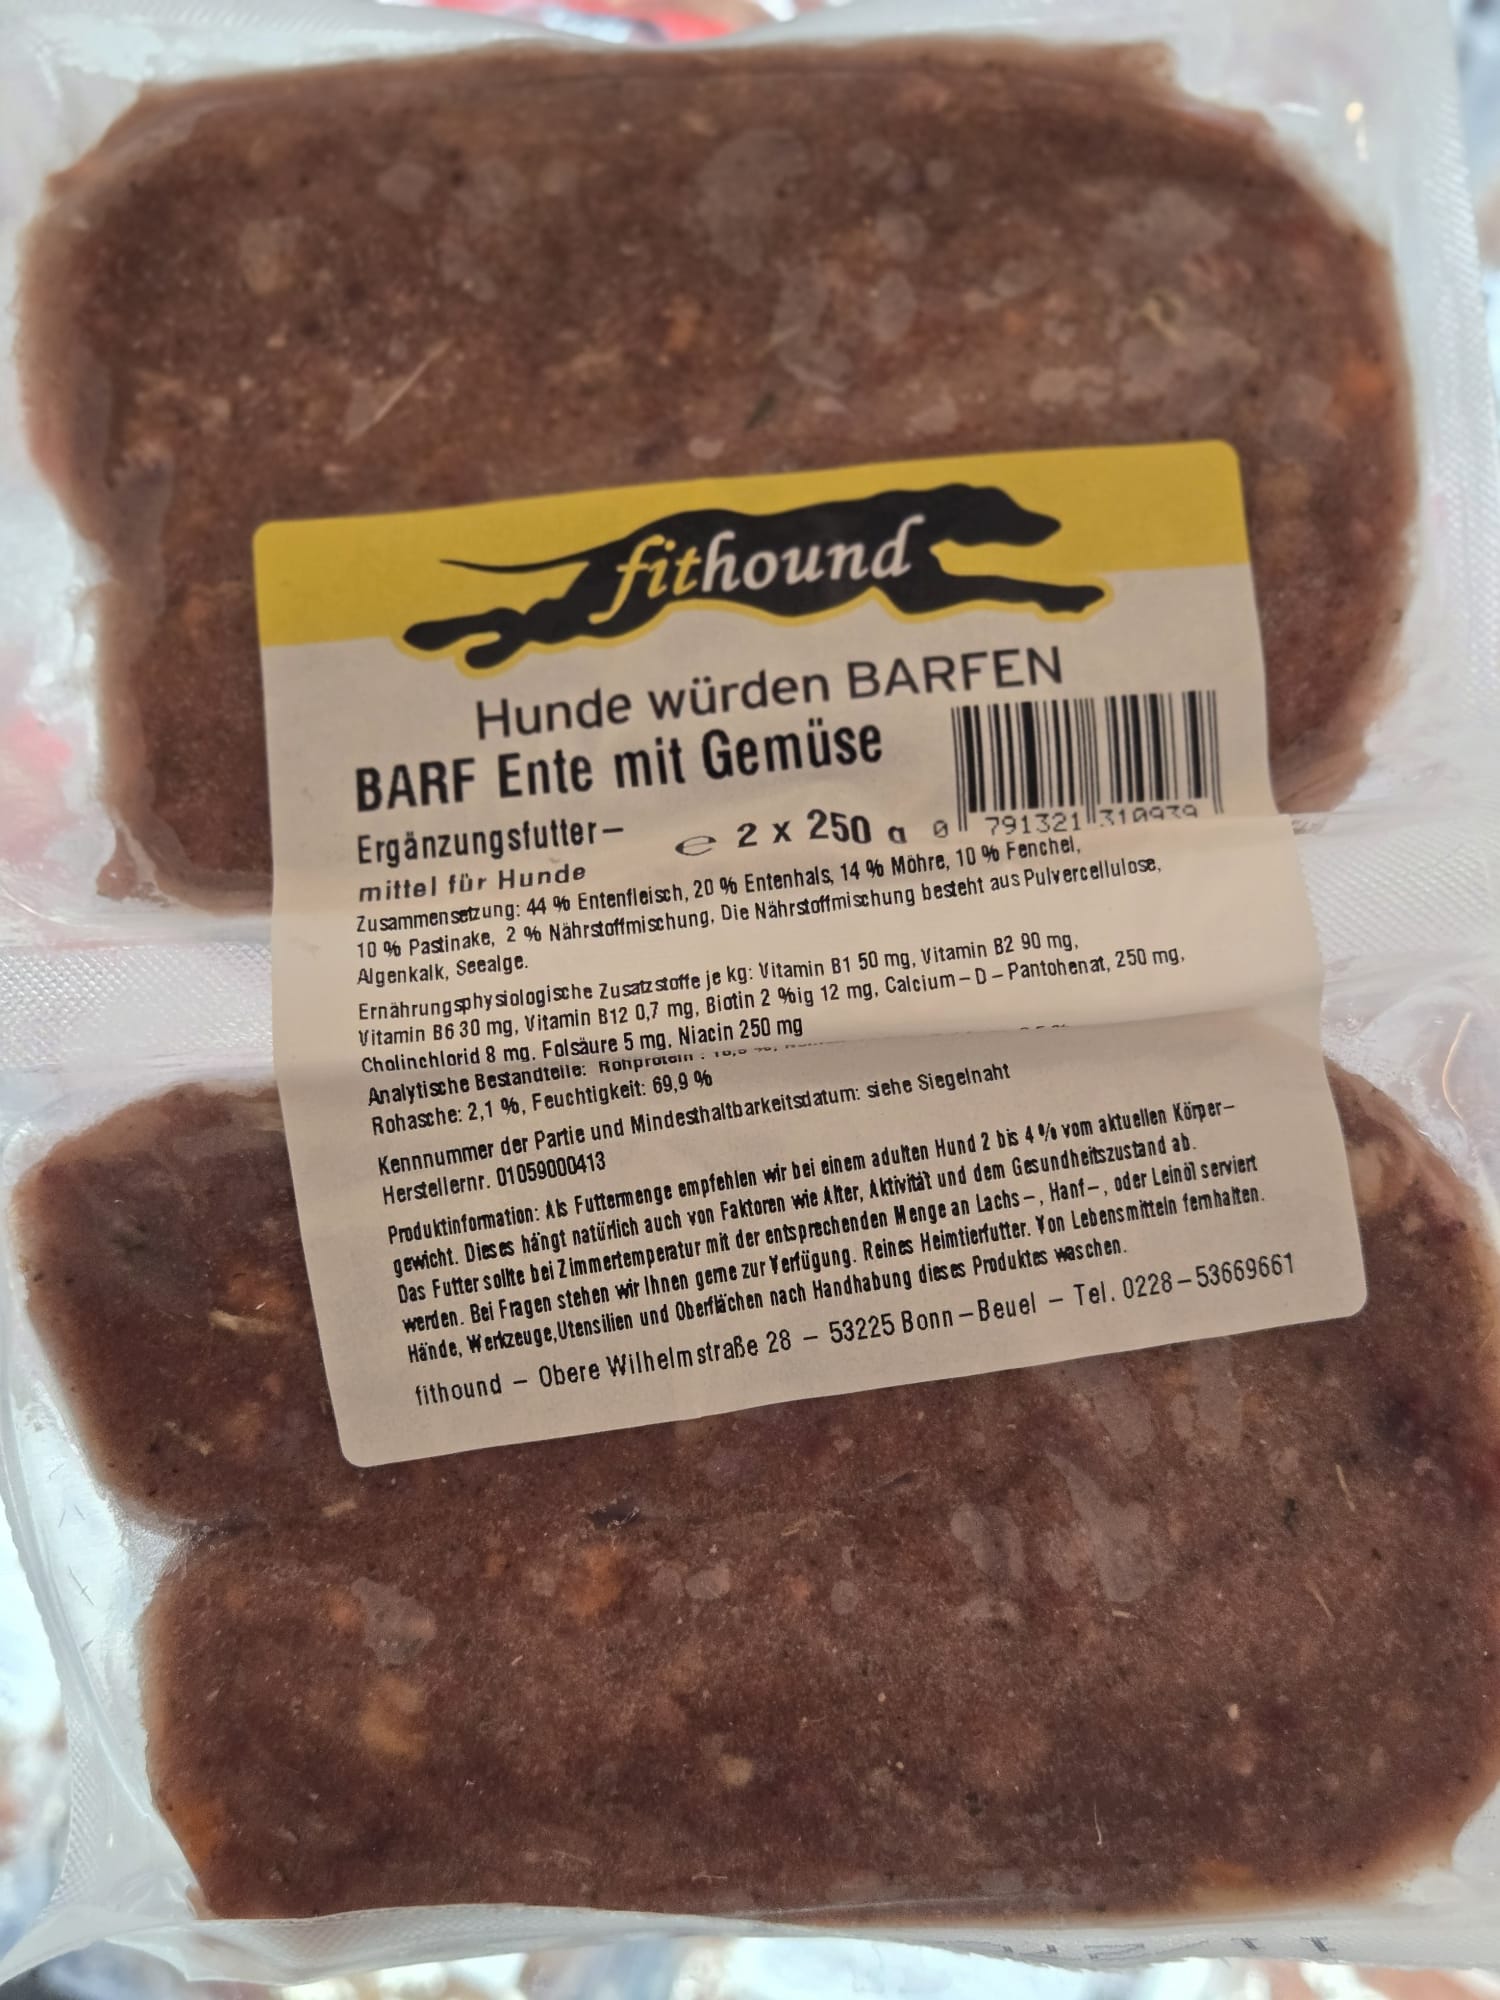 fithound
Hunde würden BARFEN
BARF Ente mit Gemüse
Ergänzungsfutter-
mittel für Hunde
℮ 2 x 250 g
0 791321 310939
Zusammensetzung: 44 % Entenfleisch, 20 % Entenhals, 14 % Möhre, 10 % Fenchel,
10 % Pastinake, 2 % Nährstoffmischung, Die Nährstoffmischung besteht aus Pulvercellulose,
Algenkalk, Seealge.
Ernährungsphysiologische Zusatzstoffe je kg: Vitamin B1 50 mg, Vitamin B2 90 mg,
Vitamin B6 30 mg, Vitamin B12 0,7 mg, Biotin 2 %ig 12 mg, Calcium-D-Pantohenat, 250 mg,
Cholinchlorid 8 mg. Folsäure 5 mg, Niacin 250 mg
Analytische Bestandteile: Rohprotein :
Rohasche: 2,1 %, Feuchtigkeit: 69,9 %
Kennnummer der Partie und Mindesthaltbarkeitsdatum: siehe Siegelnaht
Herstellernr. 01059000413
Produktinformation: Als Futtermenge empfehlen wir bei einem adulten Hund 2 bis 4 % vom aktuellen Körper-
gewicht. Dieses hängt natürlich auch von Faktoren wie Alter, Aktivität und dem Gesundheitszustand ab.
Das Futter sollte bei Zimmertemperatur mit der entsprechenden Menge an Lachs-, Hanf-, oder Leinöl serviert
werden. Bei Fragen stehen wir Ihnen gerne zur Verfügung. Reines Heimtierfutter. Von Lebensmitteln fernhalten.
Hände, Werkzeuge,Utensilien und Oberflächen nach Handhabung dieses Produktes waschen.
fithound - Obere Wilhelmstraße 28 - 53225 Bonn-Beuel - Tel. 0228-53669661